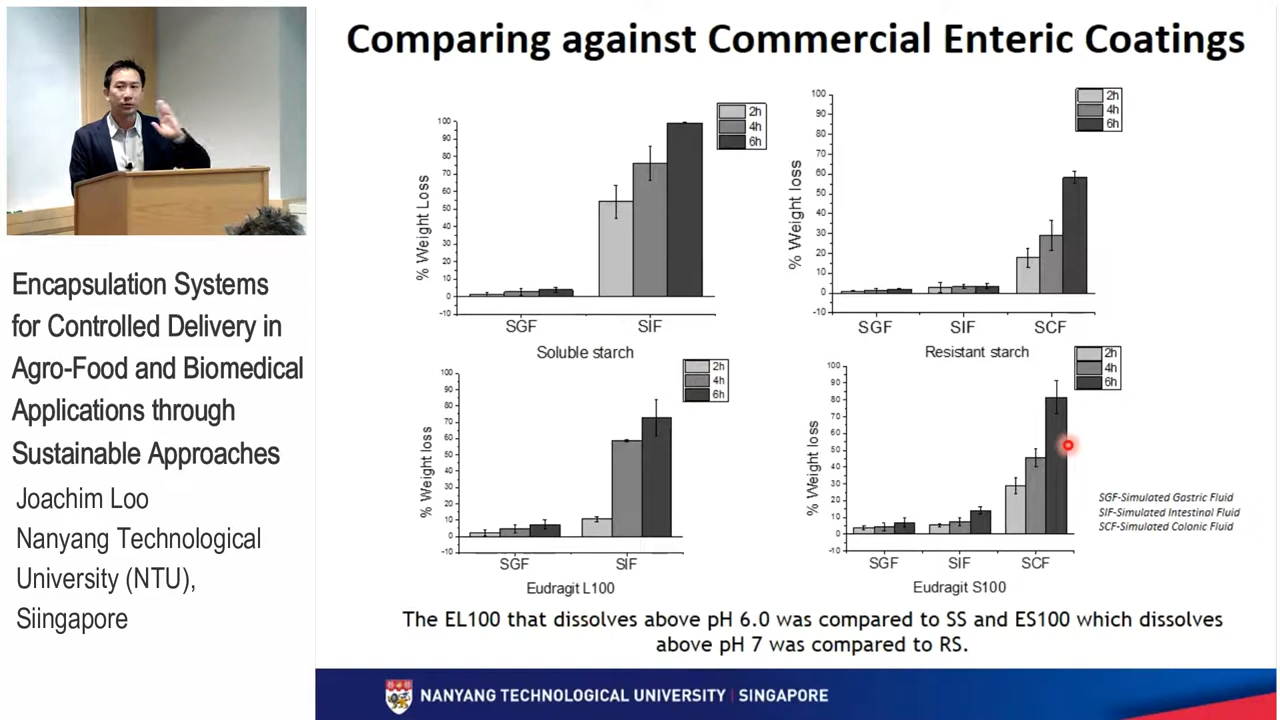 Comparing against Commercial Enteric Coatings
Encapsulation Systems
for Controlled Delivery in
Agro-Food and Biomedical
Applications through
Sustainable Approaches
Joachim Loo
Nanyang Technological
University (NTU),
Siingapore
% Weight Loss
100
90
80
70
60
50
40
30
20
10
0
-10
2h
4h
6h
SGF
SIF
Soluble starch
% Weight loss
100
90
80
70
60
50
40
30
20
10
0
-10
2h
4h
6h
SGF
SIF
SCF
Resistant starch
% Weight loss
100
90
80
70
60
50
40
30
20
10
0
-10
2h
4h
6h
SGF
SIF
Eudragit L100
% Weight loss
100
90
80
70
60
50
40
30
20
10
0
-10
2h
4h
6h
SGF
SIF
SCF
Eudragit S100
SGF-Simulated Gastric Fluid
SIF-Simulated Intestinal Fluid
SCF-Simulated Colonic Fluid
The EL100 that dissolves above pH 6.0 was compared to SS and ES100 which dissolves
above pH 7 was compared to RS.
NANYANG TECHNOLOGICAL UNIVERSITY | SINGAPORE